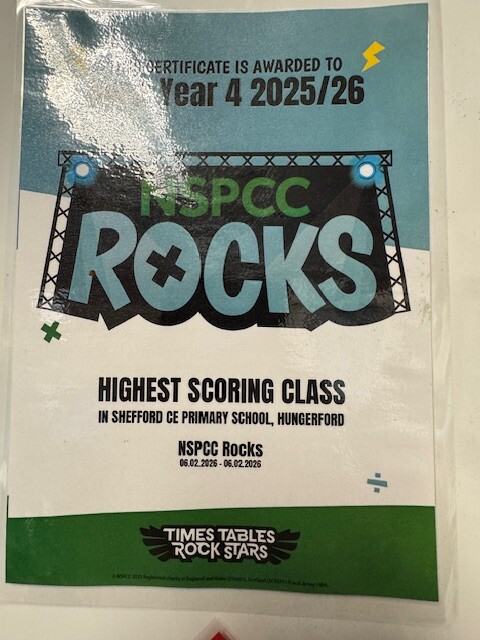 CERTIFICATE IS AWARDED TO
Year 4 2025/26
NSPCC
ROCKS
HIGHEST SCORING CLASS
IN SHEFFORD CE PRIMARY SCHOOL, HUNGERFORD
NSPCC Rocks
06.02.2026 - 06.02.2026
TIMES TABLES
ROCK STARS